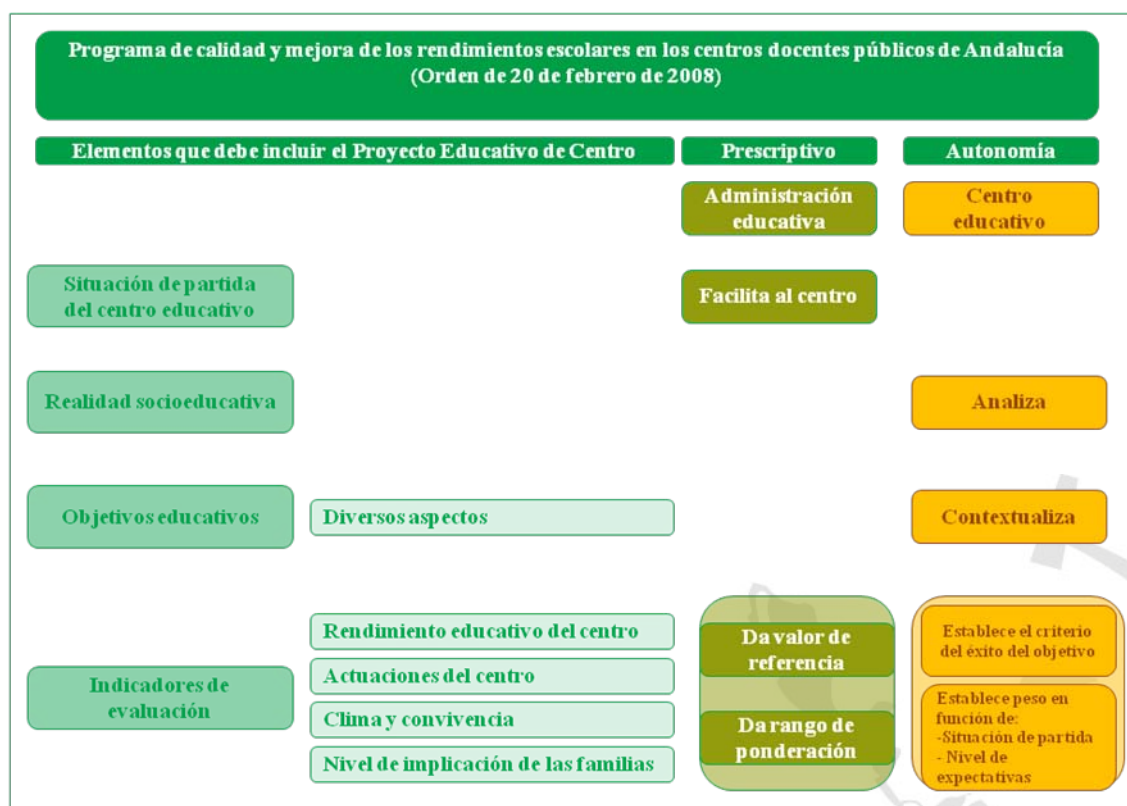 Programa de calidad y mejora de los rendimientos escolares en los centros docentes públicos de Andalucía
(Orden de 20 de febrero de 2008)
Elementos que debe incluir el Proyecto Educativo de Centro
Prescriptivo
Autonomía
Administración
educativa
Centro
educativo
Situación de partida
del centro educativo
Facilita al centro
Realidad socioeducativa
Analiza
Objetivos educativos
Diversos aspectos
Contextualiza
Indicadores de
evaluación
Rendimiento educativo del centro
Actuaciones del centro
Clima y convivencia
Nivel de implicación de las familias
Da valor de
referencia
Da rango de
ponderación
Establece el criterio
del éxito del objetivo
Establece peso en
función de:
-Situación de partida
- Nivel de
expectativas